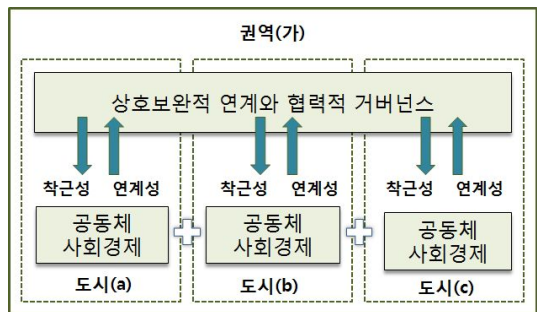 권역(가)
상호보완적 연계와 협력적 거버넌스
착근성 연계성 착근성 연계성 착근성 연계성
공동체 공동체 공동체
사회경제 사회경제 사회경제
도시(a) 도시(b) 도시(c)